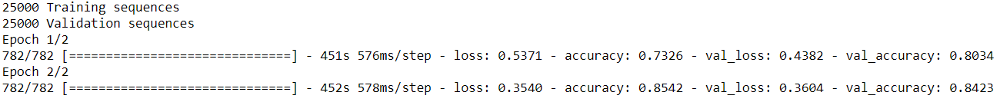 25000 Training sequences
25000 Validation sequences
Epoch 1/2
782/782 [==============================] - 451s 576ms/step - loss: 0.5371 - accuracy: 0.7326 - val_loss: 0.4382 - val_accuracy: 0.8034
Epoch 2/2
782/782 [==============================] - 452s 578ms/step - loss: 0.3540 - accuracy: 0.8542 - val_loss: 0.3604 - val_accuracy: 0.8423